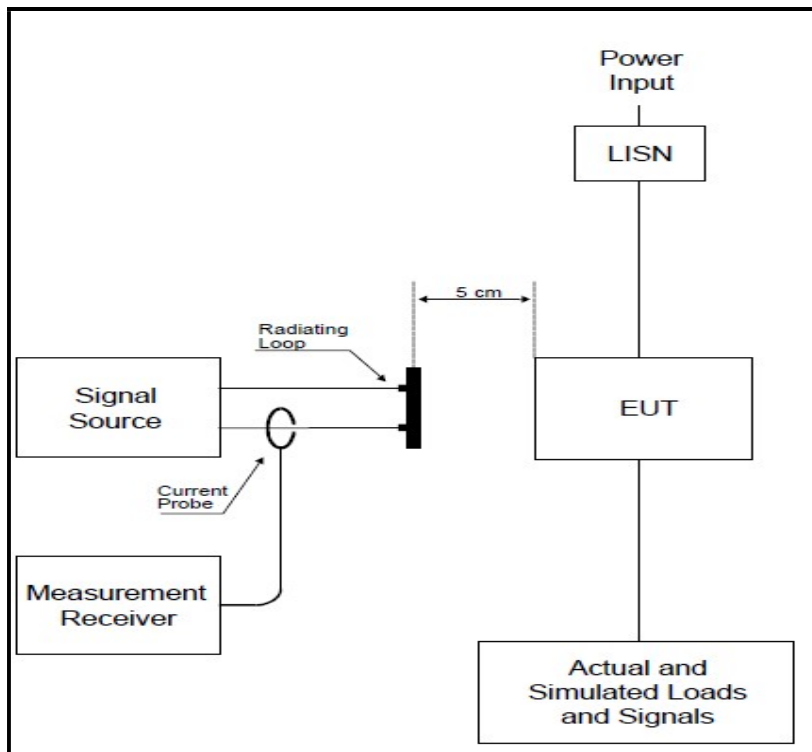 Power
Input
LISN
5 cm
Radiating
Loop
Signal
Source
EUT
Current
Probe
Measurement
Receiver
Actual and
Simulated Loads
and Signals